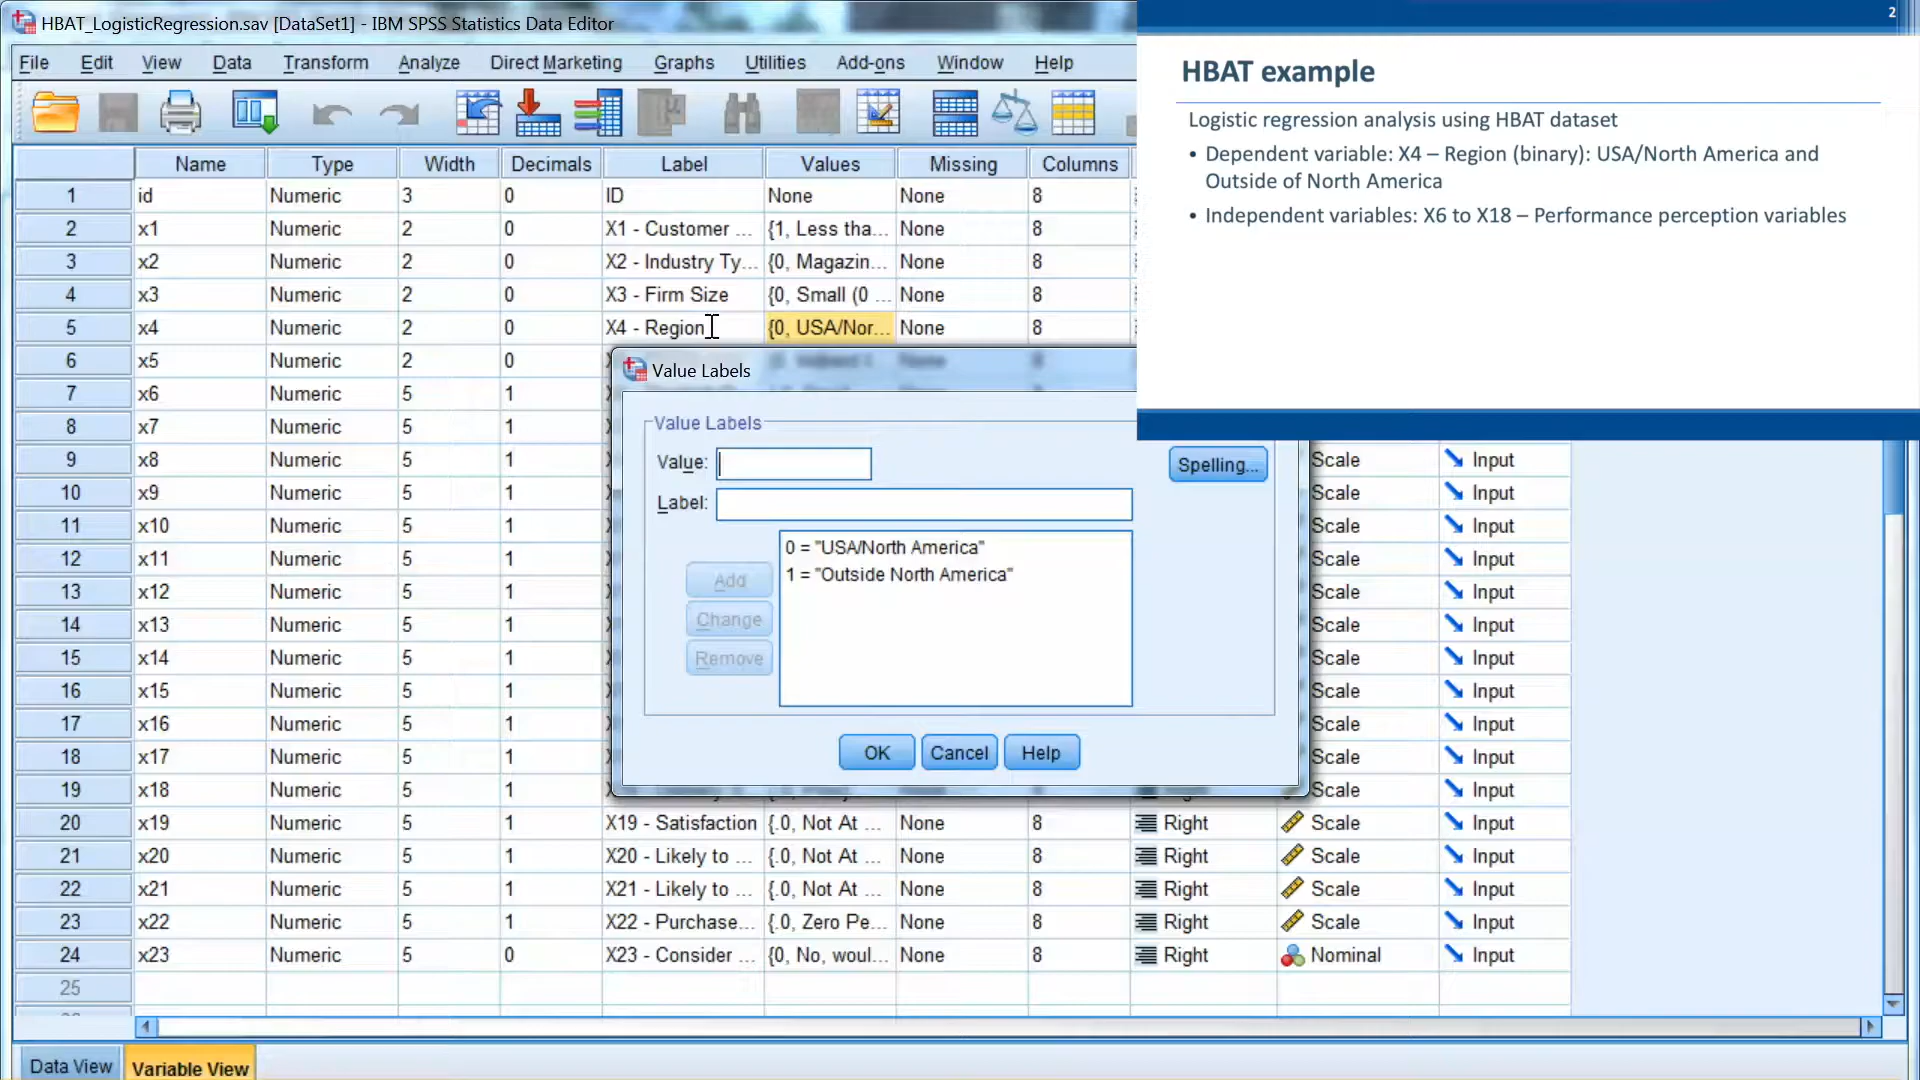 HBAT_LogisticRegression.sav [DataSet1] - IBM SPSS Statistics Data Editor
File Edit View Data Transform Analyze Direct Marketing Graphs Utilities Add-ons Window Help
2
HBAT example
Logistic regression analysis using HBAT dataset
• Dependent variable: X4 – Region (binary): USA/North America and
Outside of North America
• Independent variables: X6 to X18 – Performance perception variables
Name Type Width Decimals Label Values Missing Columns
1 id Numeric 3 0 ID None None 8
2 x1 Numeric 2 0 X1 - Customer ... {1, Less tha... None 8
3 x2 Numeric 2 0 X2 - Industry Ty... {0, Magazin... None 8
4 x3 Numeric 2 0 X3 - Firm Size {0, Small (0 ... None 8
5 x4 Numeric 2 0 X4 - Region {0, USA/Nor... None 8
6 x5 Numeric 2 0
7 x6 Numeric 5 1
8 x7 Numeric 5 1
9 x8 Numeric 5 1 Scale Input
10 x9 Numeric 5 1 Scale Input
11 x10 Numeric 5 1 Scale Input
12 x11 Numeric 5 1 Scale Input
13 x12 Numeric 5 1 Scale Input
14 x13 Numeric 5 1 Scale Input
15 x14 Numeric 5 1 Scale Input
16 x15 Numeric 5 1 Scale Input
17 x16 Numeric 5 1 Scale Input
18 x17 Numeric 5 1 Scale Input
19 x18 Numeric 5 1 Scale Input
20 x19 Numeric 5 1 X19 - Satisfaction {.0, Not At ... None 8 Right Scale Input
21 x20 Numeric 5 1 X20 - Likely to ... {.0, Not At ... None 8 Right Scale Input
22 x21 Numeric 5 1 X21 - Likely to ... {.0, Not At ... None 8 Right Scale Input
23 x22 Numeric 5 1 X22 - Purchase... {.0, Zero Pe... None 8 Right Scale Input
24 x23 Numeric 5 0 X23 - Consider ... {0, No, woul... None 8 Right Nominal Input
25
Value Labels
Value Labels
Value:
Spelling...
Label:
0 = "USA/North America"
1 = "Outside North America"
Add
Change
Remove
OK Cancel Help
Data View Variable View